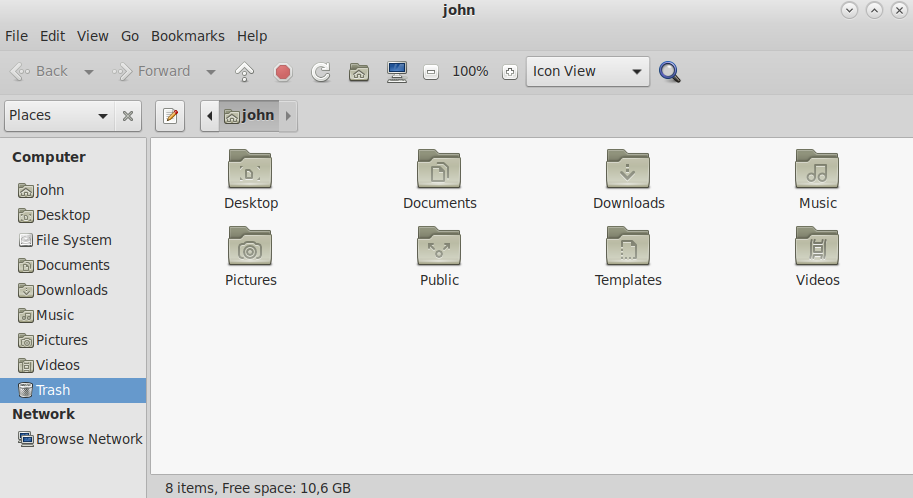 john
File Edit View Go Bookmarks Help
Back Forward 100% Icon View
Places john
Computer
john
Desktop
File System
Documents
Downloads
Music
Pictures
Videos
Trash
Network
Browse Network
Desktop Documents Downloads Music
Pictures Public Templates Videos
8 items, Free space: 10,6 GB